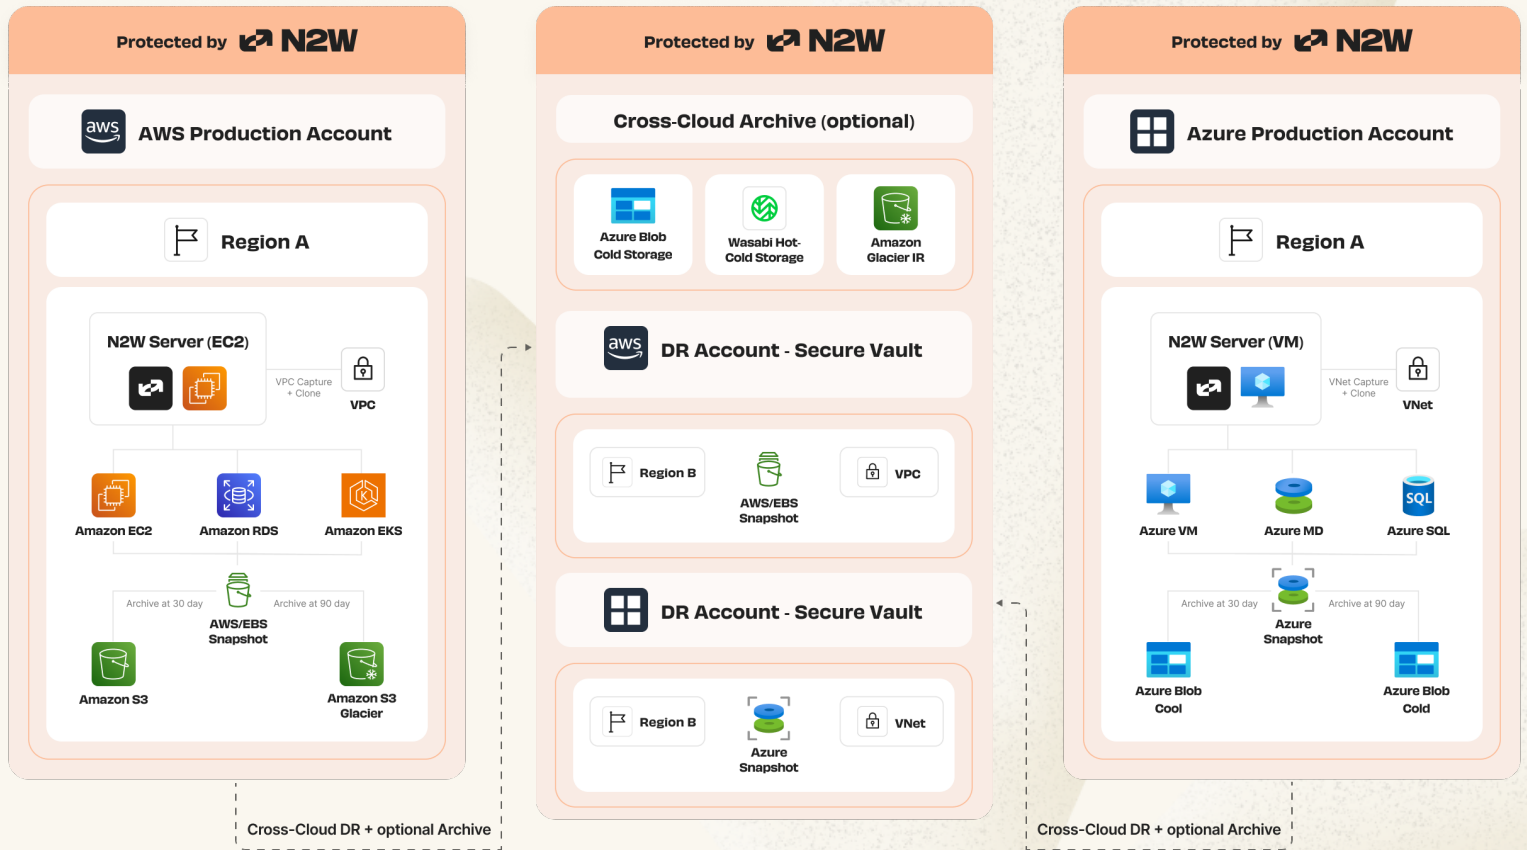 Protected by N2W
aws
AWS Production Account
Region A
N2W Server (EC2)
VPC Capture
+ Clone
VPC
Amazon EC2
Amazon RDS
Amazon EKS
Archive at 30 day
Archive at 90 day
AWS/EBS
Snapshot
Amazon S3
Amazon S3
Glacier
Cross-Cloud DR + optional Archive
Protected by N2W
Cross-Cloud Archive (optional)
Azure Blob
Cold Storage
Wasabi Hot-
Cold Storage
Amazon
Glacier IR
aws
DR Account - Secure Vault
Region B
AWS/EBS
Snapshot
VPC
DR Account - Secure Vault
Region B
Azure
Snapshot
VNet
Protected by N2W
Azure Production Account
Region A
N2W Server (VM)
VNet Capture
+ Clone
VNet
Azure VM
Azure MD
SQL
Azure SQL
Archive at 30 day
Archive at 90 day
Azure
Snapshot
Azure Blob
Cool
Azure Blob
Cold
Cross-Cloud DR + optional Archive